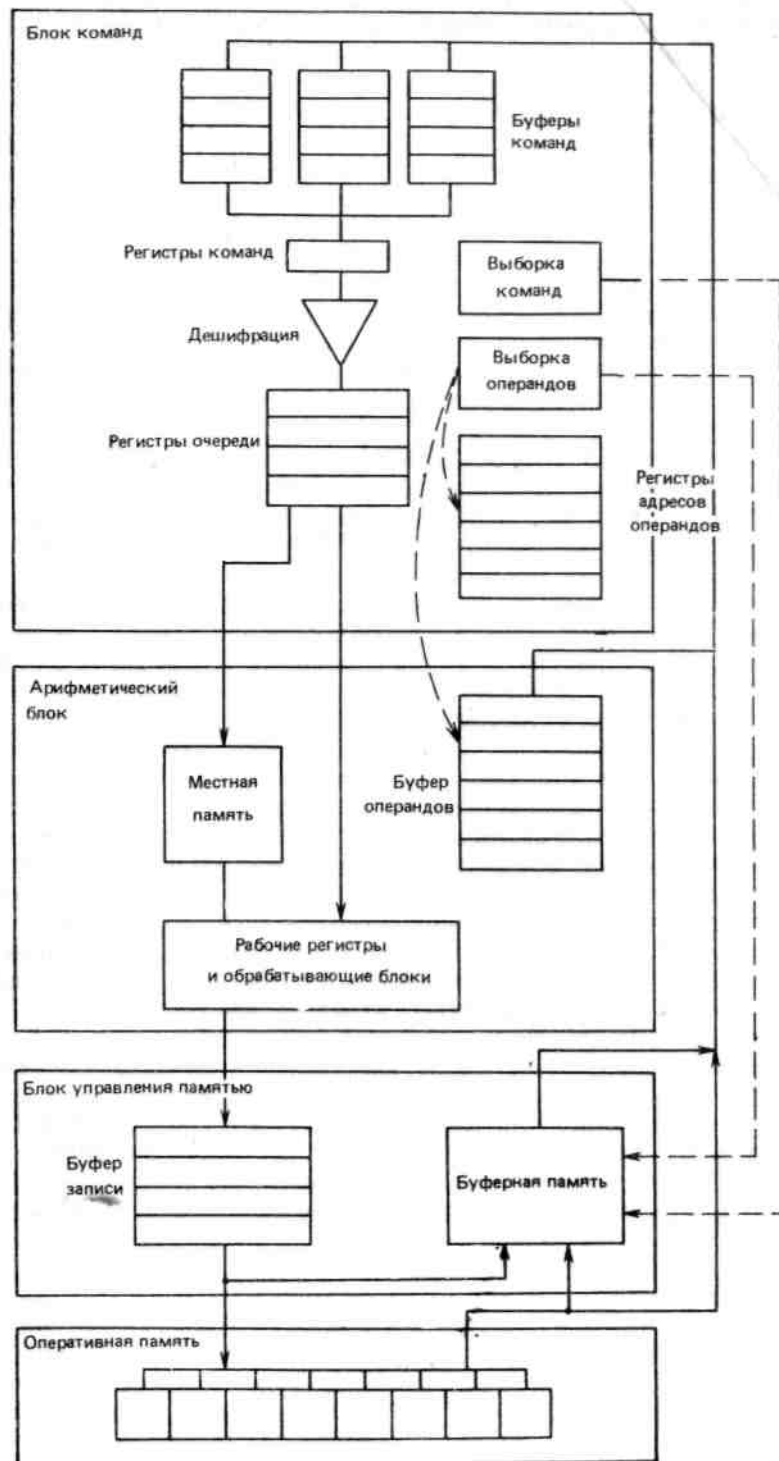 Блок команд
Буферы
команд
Регистры команд
Выборка
команд
Дешифрация
Выборка
операндов
Регистры очереди
Регистры
адресов
операндов
Арифметический
блок
Местная
память
Буфер
операндов
Рабочие регистры
и обрабатывающие блоки
Блок управления памятью
Буфер
записи
Буферная память
Оперативная память